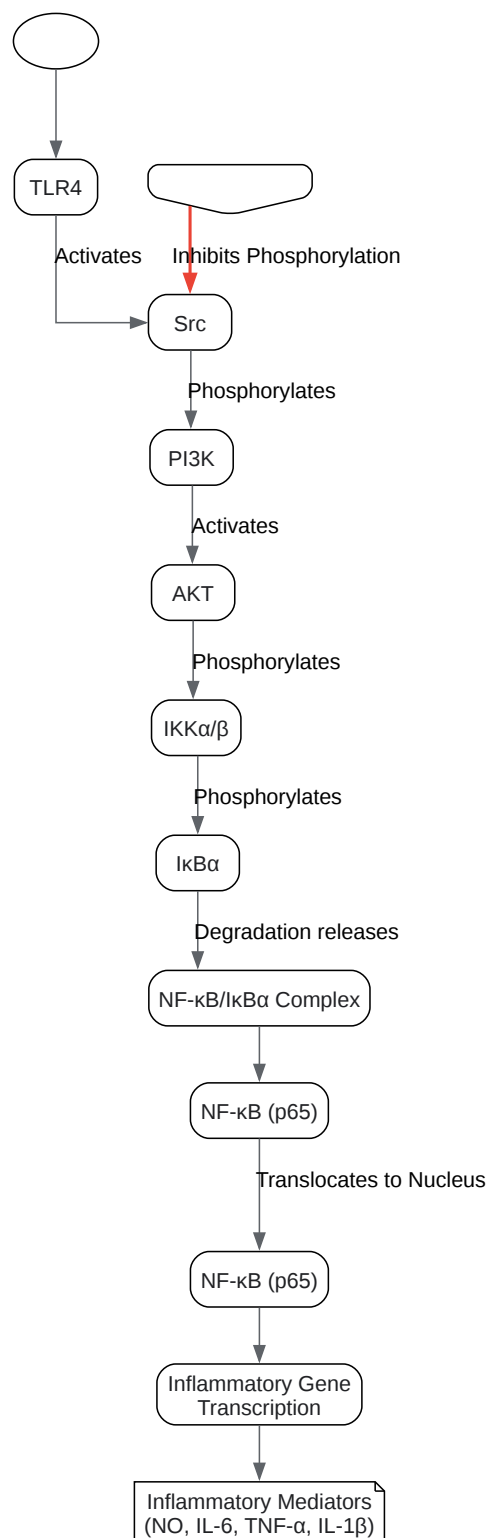 TLR4
Activates
Inhibits Phosphorylation
Src
Phosphorylates
PI3K
Activates
AKT
Phosphorylates
IKKα/β
Phosphorylates
IκBα
Degradation releases
NF-κB/IκBα Complex
NF-κB (p65)
Translocates to Nucleus
NF-κB (p65)
Inflammatory Gene
Transcription
Inflammatory Mediators
(NO, IL-6, TNF-α, IL-1β)